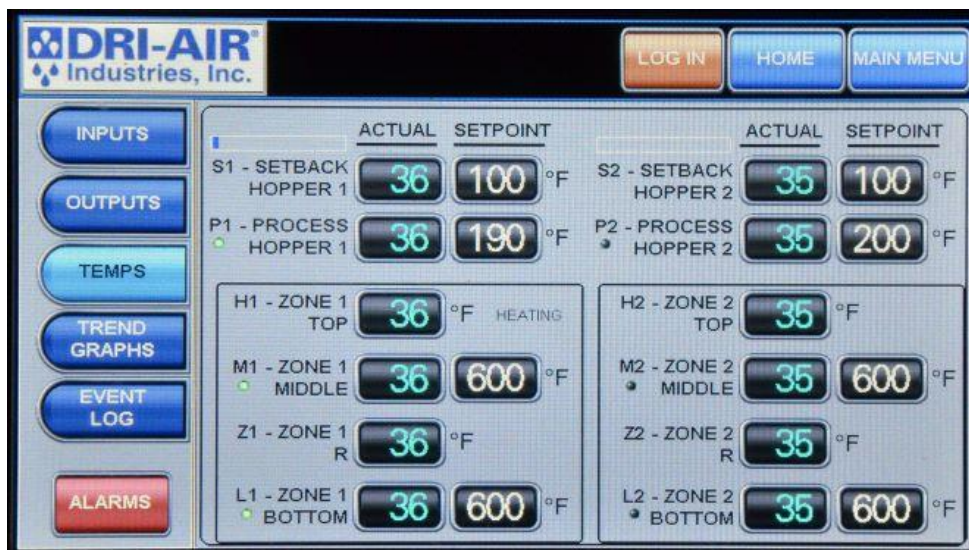 DRI-AIR®
Industries, Inc.
LOG IN
HOME
MAIN MENU
INPUTS
OUTPUTS
TEMPS
TREND
GRAPHS
EVENT
LOG
ALARMS
ACTUAL SETPOINT
S1 - SETBACK
HOPPER 1 36 100 °F
P1 - PROCESS
HOPPER 1 36 190 °F
H1 - ZONE 1
TOP 36 °F HEATING
M1 - ZONE 1
MIDDLE 36 600 °F
Z1 - ZONE 1
R 36 °F
L1 - ZONE 1
BOTTOM 36 600 °F
ACTUAL SETPOINT
S2 - SETBACK
HOPPER 2 35 100 °F
P2 - PROCESS
HOPPER 2 35 200 °F
H2 - ZONE 2
TOP 35 °F
M2 - ZONE 2
MIDDLE 35 600 °F
Z2 - ZONE 2
R 35 °F
L2 - ZONE 2
BOTTOM 35 600 °F